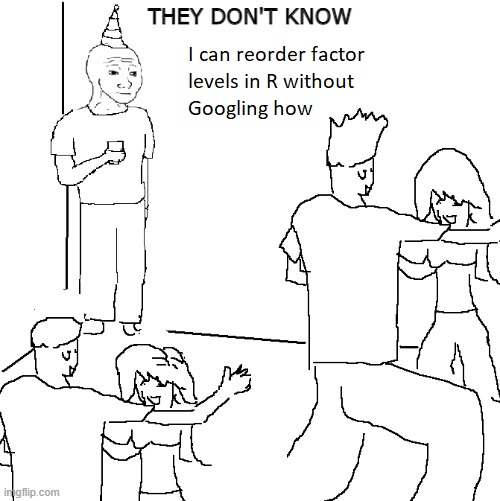 THEY DON'T KNOW
I can reorder factor
levels in R without
Googling how
imgflip.com